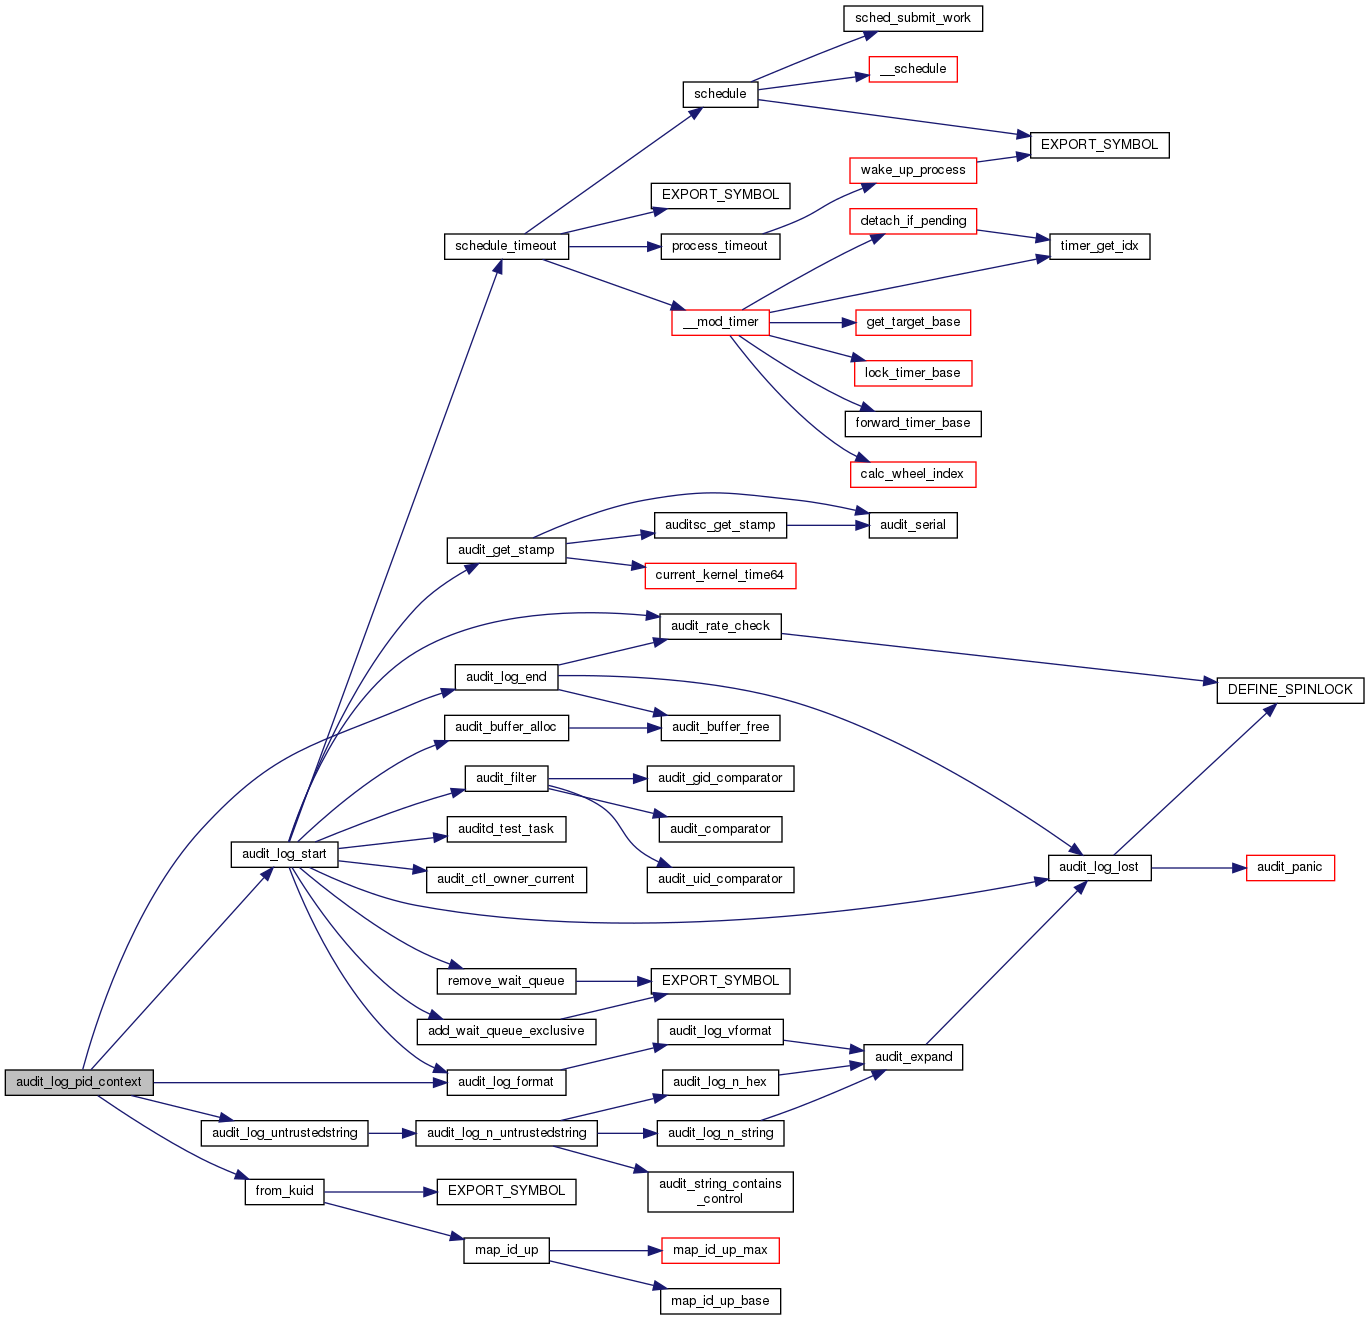 sched_submit_work
__schedule
schedule
EXPORT_SYMBOL
wake_up_process
EXPORT_SYMBOL
detach_if_pending
schedule_timeout
process_timeout
timer_get_idx
__mod_timer
get_target_base
lock_timer_base
forward_timer_base
calc_wheel_index
auditsc_get_stamp
audit_serial
audit_get_stamp
current_kernel_time64
audit_rate_check
audit_log_end
DEFINE_SPINLOCK
audit_buffer_alloc
audit_buffer_free
audit_filter
audit_gid_comparator
auditd_test_task
audit_comparator
audit_log_start
audit_ctl_owner_current
audit_uid_comparator
audit_log_lost
audit_panic
remove_wait_queue
EXPORT_SYMBOL
add_wait_queue_exclusive
audit_log_vformat
audit_expand
audit_log_pid_context
audit_log_format
audit_log_n_hex
audit_log_untrustedstring
audit_log_n_untrustedstring
audit_log_n_string
audit_string_contains
_control
from_kuid
EXPORT_SYMBOL
map_id_up
map_id_up_max
map_id_up_base